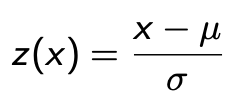 z(x) = (x − μ) / σ